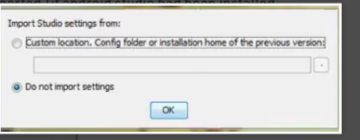 Import Studio settings from:
Custom location. Config folder or installation home of the previous version:
Do not import settings
OK